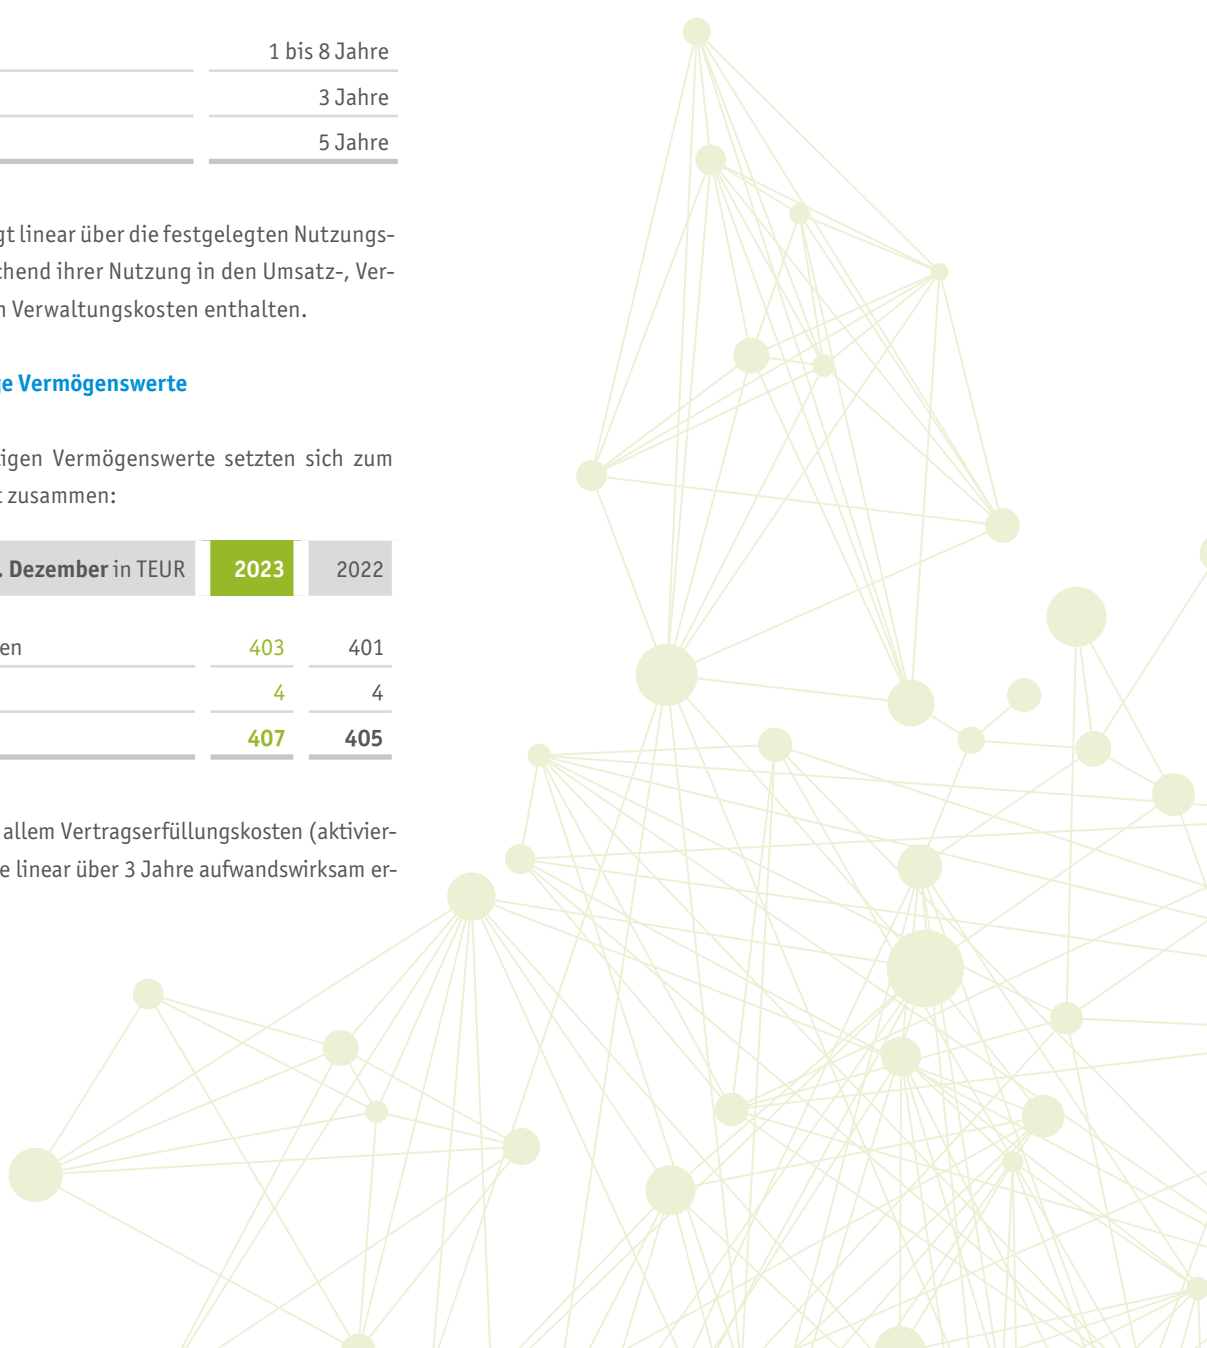 1 bis 8 Jahre
3 Jahre
5 Jahre
gt linear über die festgelegten Nutzungs-
chend ihrer Nutzung in den Umsatz-, Ver-
n Verwaltungskosten enthalten.
ge Vermögenswerte
tigen Vermögenswerte setzten sich zum
t zusammen:
. Dezember in TEUR 2023 2022
en 403 401
4 4
407 405
allem Vertragserfüllungskosten (aktivier-
e linear über 3 Jahre aufwandswirksam er-